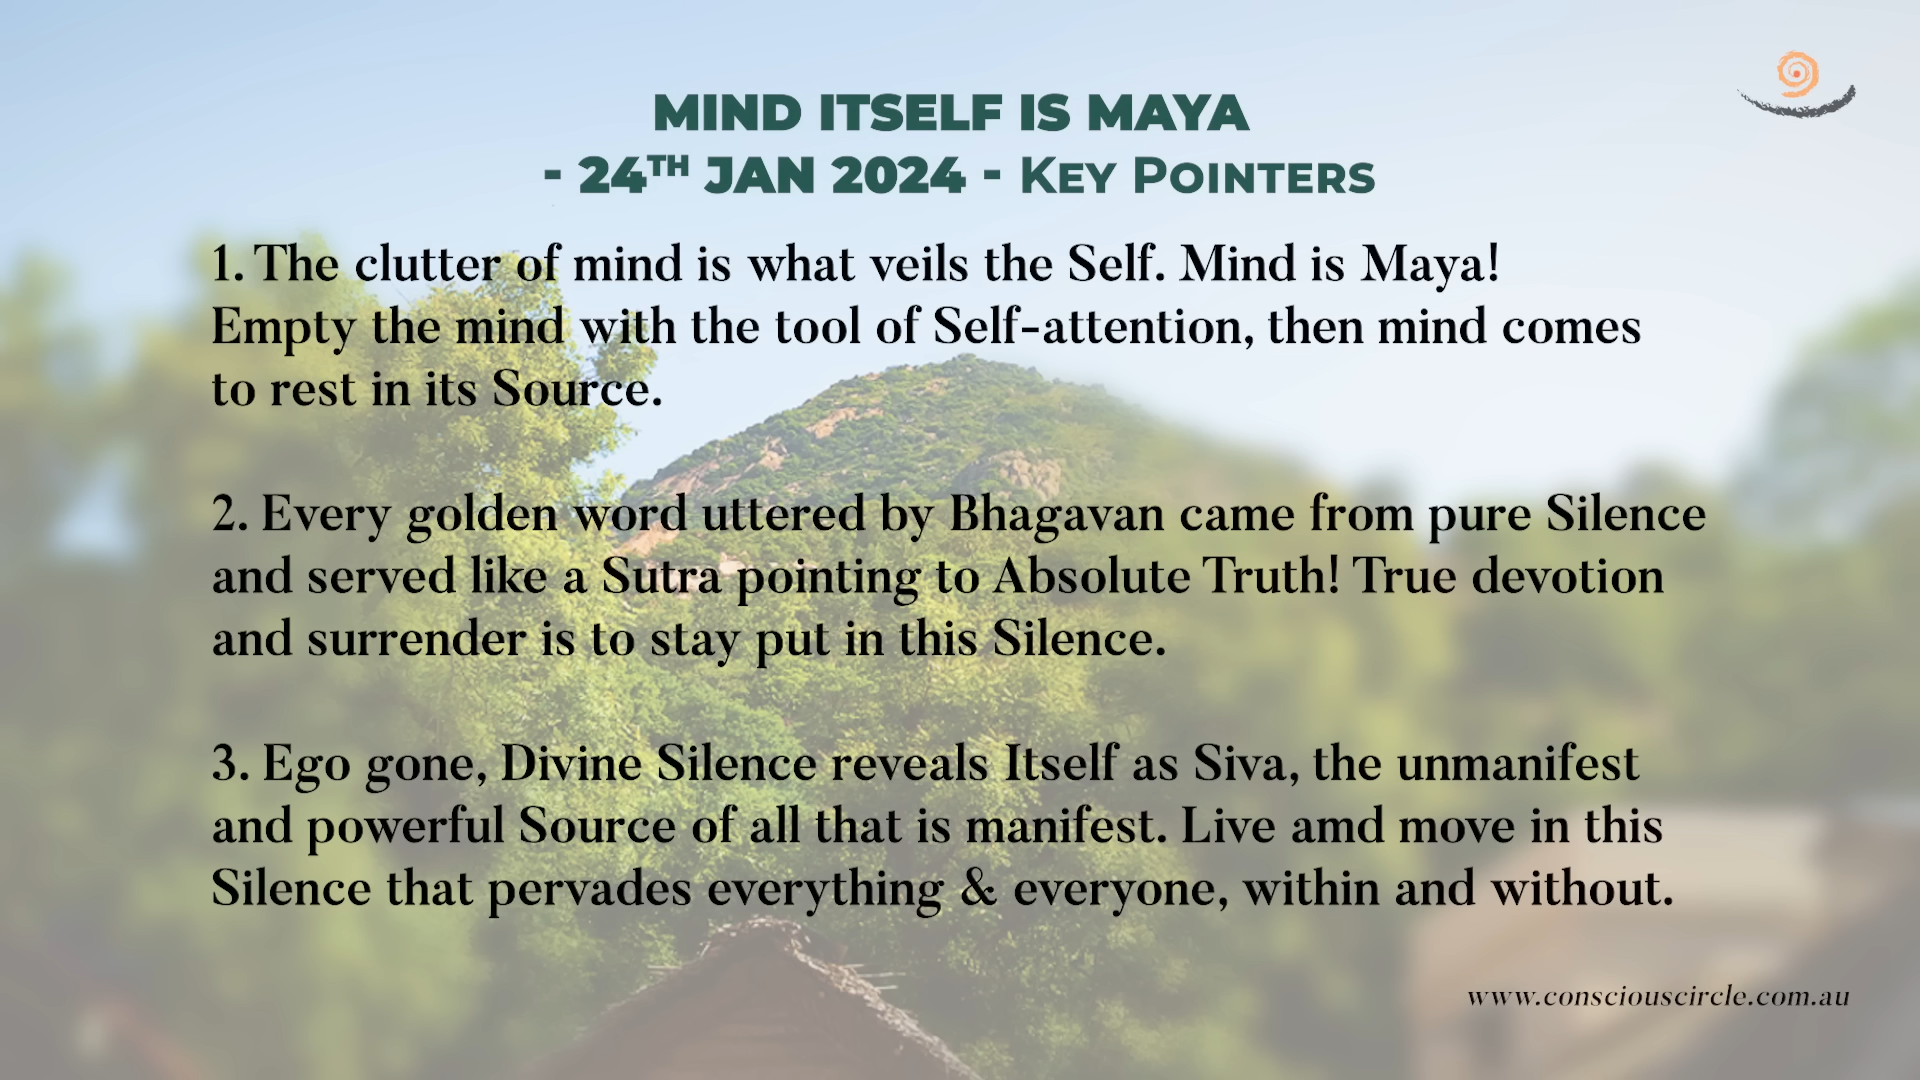 MIND ITSELF IS MAYA
- 24TH JAN 2024 - KEY POINTERS
1. The clutter of mind is what veils the Self. Mind is Maya!
Empty the mind with the tool of Self-attention, then mind comes
to rest in its Source.
2. Every golden word uttered by Bhagavan came from pure Silence
and served like a Sutra pointing to Absolute Truth! True devotion
and surrender is to stay put in this Silence.
3. Ego gone, Divine Silence reveals Itself as Siva, the unmanifest
and powerful Source of all that is manifest. Live amd move in this
Silence that pervades everything & everyone, within and without.
www.consciouscircle.com.au